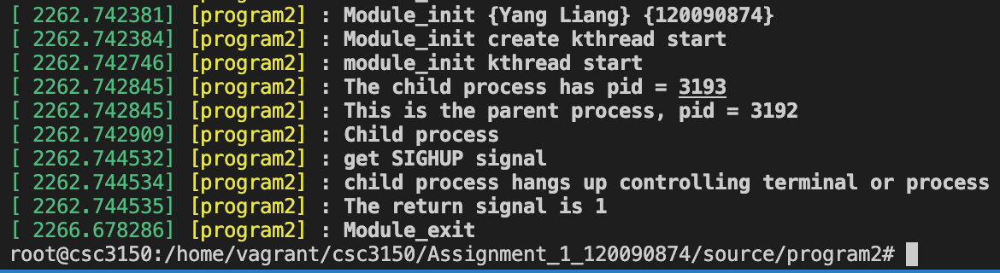 [ 2262.742381] [program2] : Module_init {Yang Liang} {120090874}
[ 2262.742384] [program2] : Module_init create kthread start
[ 2262.742746] [program2] : module_init kthread start
[ 2262.742845] [program2] : The child process has pid = 3193
[ 2262.742845] [program2] : This is the parent process, pid = 3192
[ 2262.742909] [program2] : Child process
[ 2262.744532] [program2] : get SIGHUP signal
[ 2262.744534] [program2] : child process hangs up controlling terminal or process
[ 2262.744535] [program2] : The return signal is 1
[ 2266.678286] [program2] : Module_exit
root@csc3150:/home/vagrant/csc3150/Assignment_1_120090874/source/program2#